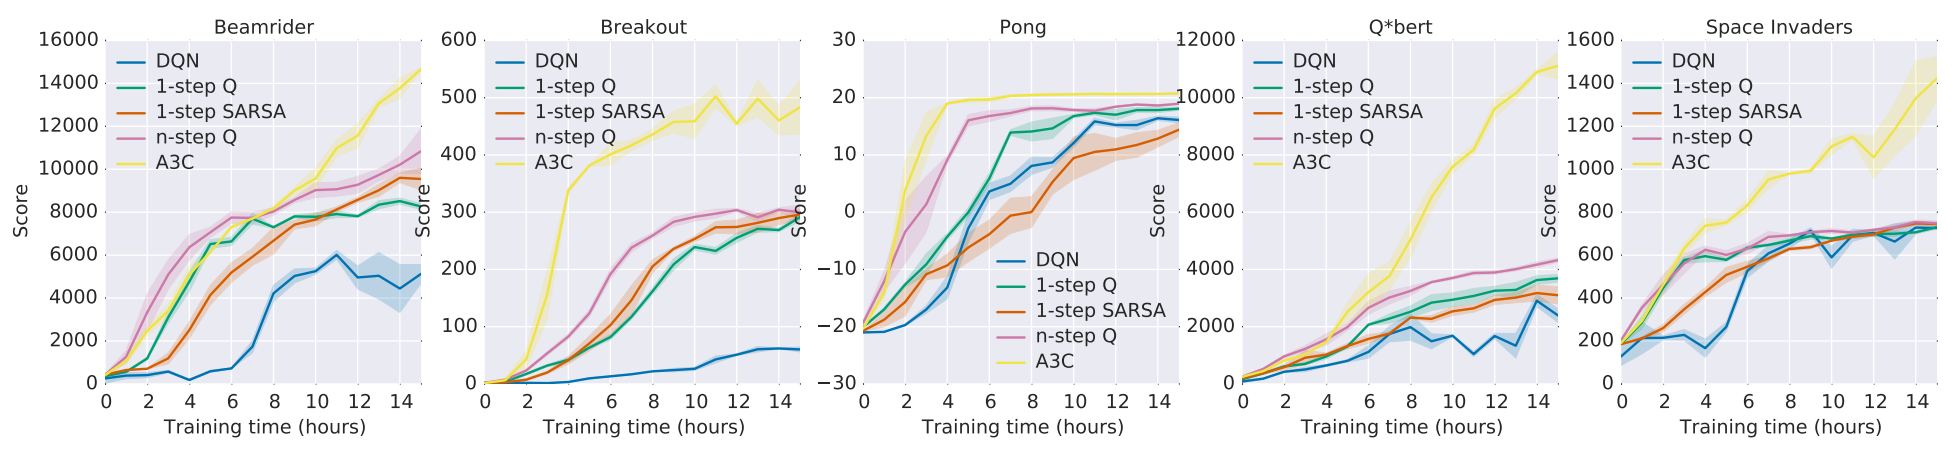 Beamrider
16000
14000
12000
10000
8000
6000
4000
2000
0
Score
DQN
1-step Q
1-step SARSA
n-step Q
A3C
0 2 4 6 8 10 12 14
Training time (hours)
Breakout
600
500
400
300
200
100
0
Score
DQN
1-step Q
1-step SARSA
n-step Q
A3C
0 2 4 6 8 10 12 14
Training time (hours)
Pong
30
20
10
0
−10
−20
−30
Score
DQN
1-step Q
1-step SARSA
n-step Q
A3C
0 2 4 6 8 10 12 14
Training time (hours)
Q*bert
12000
10000
8000
6000
4000
2000
0
Score
DQN
1-step Q
1-step SARSA
n-step Q
A3C
0 2 4 6 8 10 12 14
Training time (hours)
Space Invaders
1600
1400
1200
1000
800
600
400
200
0
Score
DQN
1-step Q
1-step SARSA
n-step Q
A3C
0 2 4 6 8 10 12 14
Training time (hours)